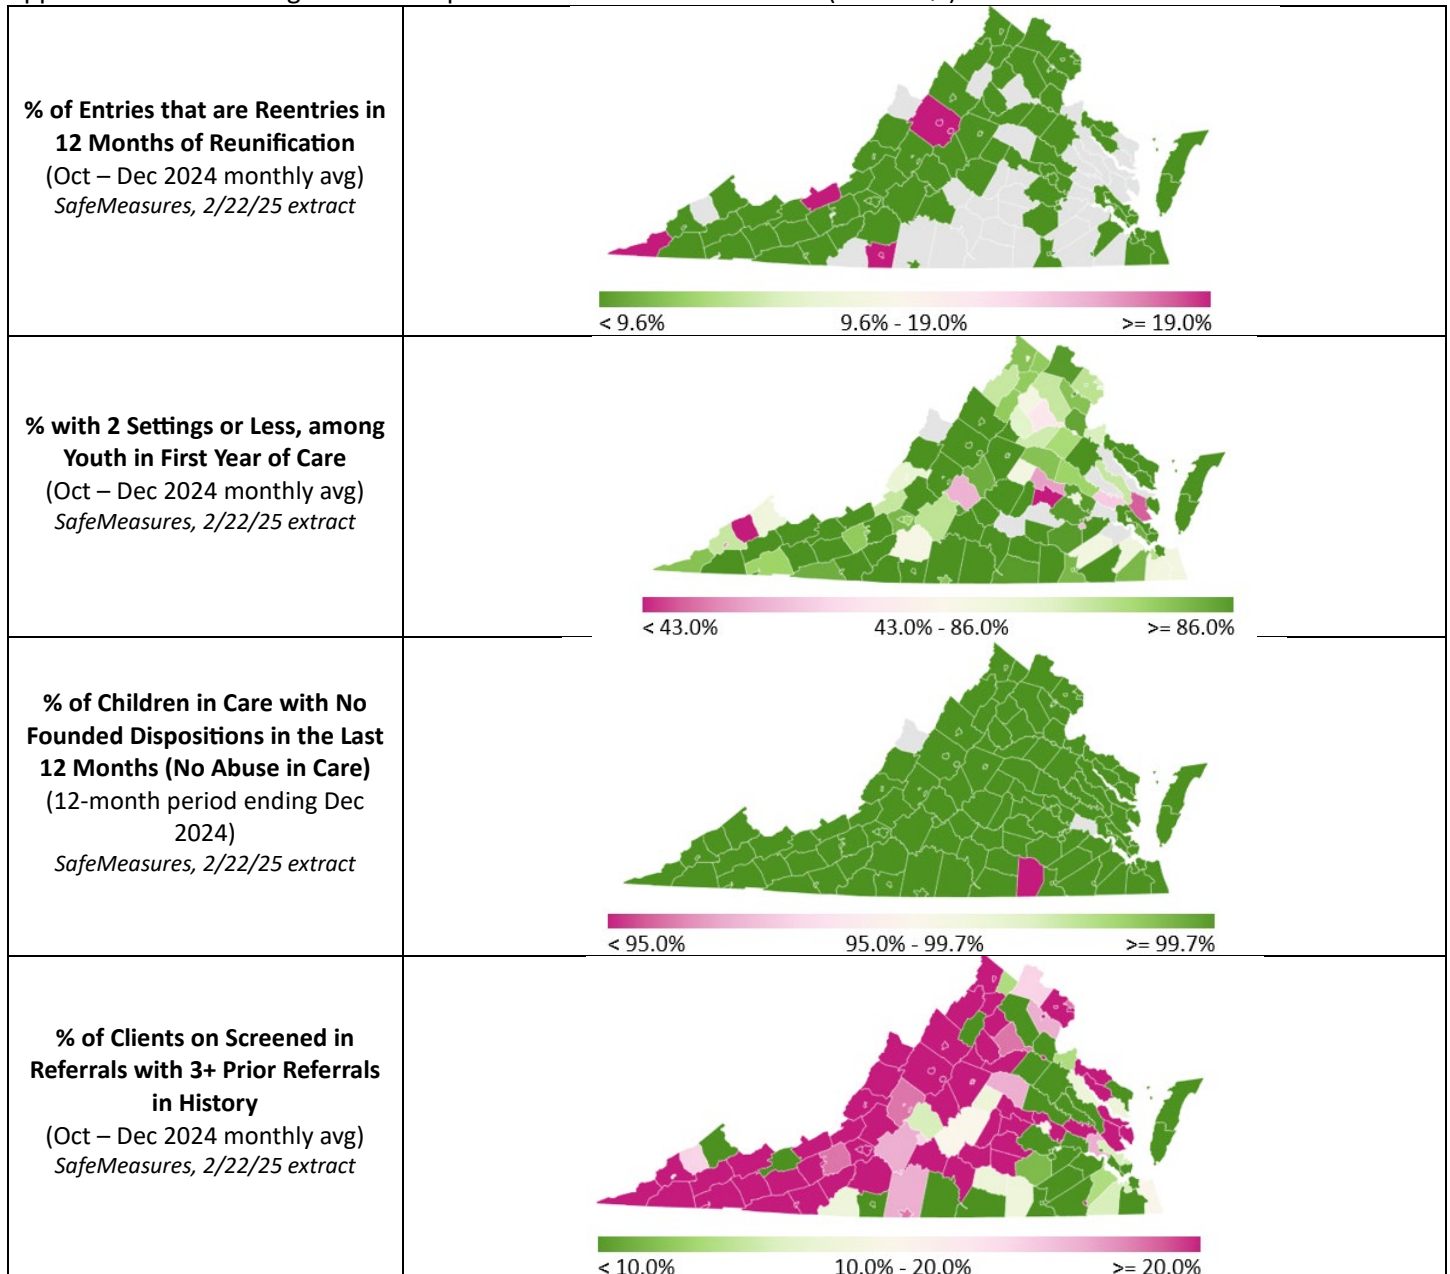 % of Entries that are Reentries in
12 Months of Reunification
(Oct – Dec 2024 monthly avg)
SafeMeasures, 2/22/25 extract
< 9.6%
9.6% - 19.0%
>= 19.0%
% with 2 Settings or Less, among
Youth in First Year of Care
(Oct – Dec 2024 monthly avg)
SafeMeasures, 2/22/25 extract
< 43.0%
43.0% - 86.0%
>= 86.0%
% of Children in Care with No
Founded Dispositions in the Last
12 Months (No Abuse in Care)
(12-month period ending Dec
2024)
SafeMeasures, 2/22/25 extract
< 95.0%
95.0% - 99.7%
>= 99.7%
% of Clients on Screened in
Referrals with 3+ Prior Referrals
in History
(Oct – Dec 2024 monthly avg)
SafeMeasures, 2/22/25 extract
< 10.0%
10.0% - 20.0%
>= 20.0%